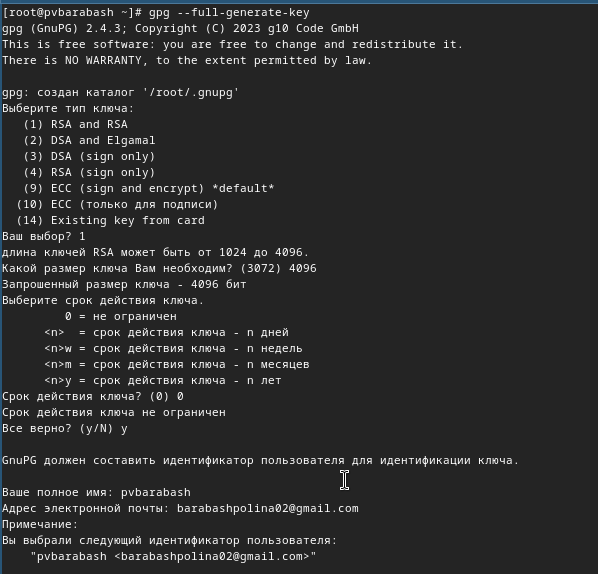 [root@pvbarabash ~]# gpg --full-generate-key
gpg (GnuPG) 2.4.3; Copyright (C) 2023 g10 Code GmbH
This is free software: you are free to change and redistribute it.
There is NO WARRANTY, to the extent permitted by law.

gpg: создан каталог '/root/.gnupg'
Выберите тип ключа:
   (1) RSA and RSA
   (2) DSA and Elgamal
   (3) DSA (sign only)
   (4) RSA (sign only)
   (9) ECC (sign and encrypt) *default*
  (10) ECC (только для подписи)
  (14) Existing key from card
Ваш выбор? 1
длина ключей RSA может быть от 1024 до 4096.
Какой размер ключа Вам необходим? (3072) 4096
Запрошенный размер ключа - 4096 бит
Выберите срок действия ключа.
         0 = не ограничен
      <n>  = срок действия ключа - n дней
      <n>w = срок действия ключа - n недель
      <n>m = срок действия ключа - n месяцев
      <n>y = срок действия ключа - n лет
Срок действия ключа? (0) 0
Срок действия ключа не ограничен
Все верно? (y/N) y

GnuPG должен составить идентификатор пользователя для идентификации ключа.

Ваше полное имя: pvbarabash
Адрес электронной почты: barabashpolina02@gmail.com
Примечание:
Вы выбрали следующий идентификатор пользователя:
    "pvbarabash <barabashpolina02@gmail.com>"